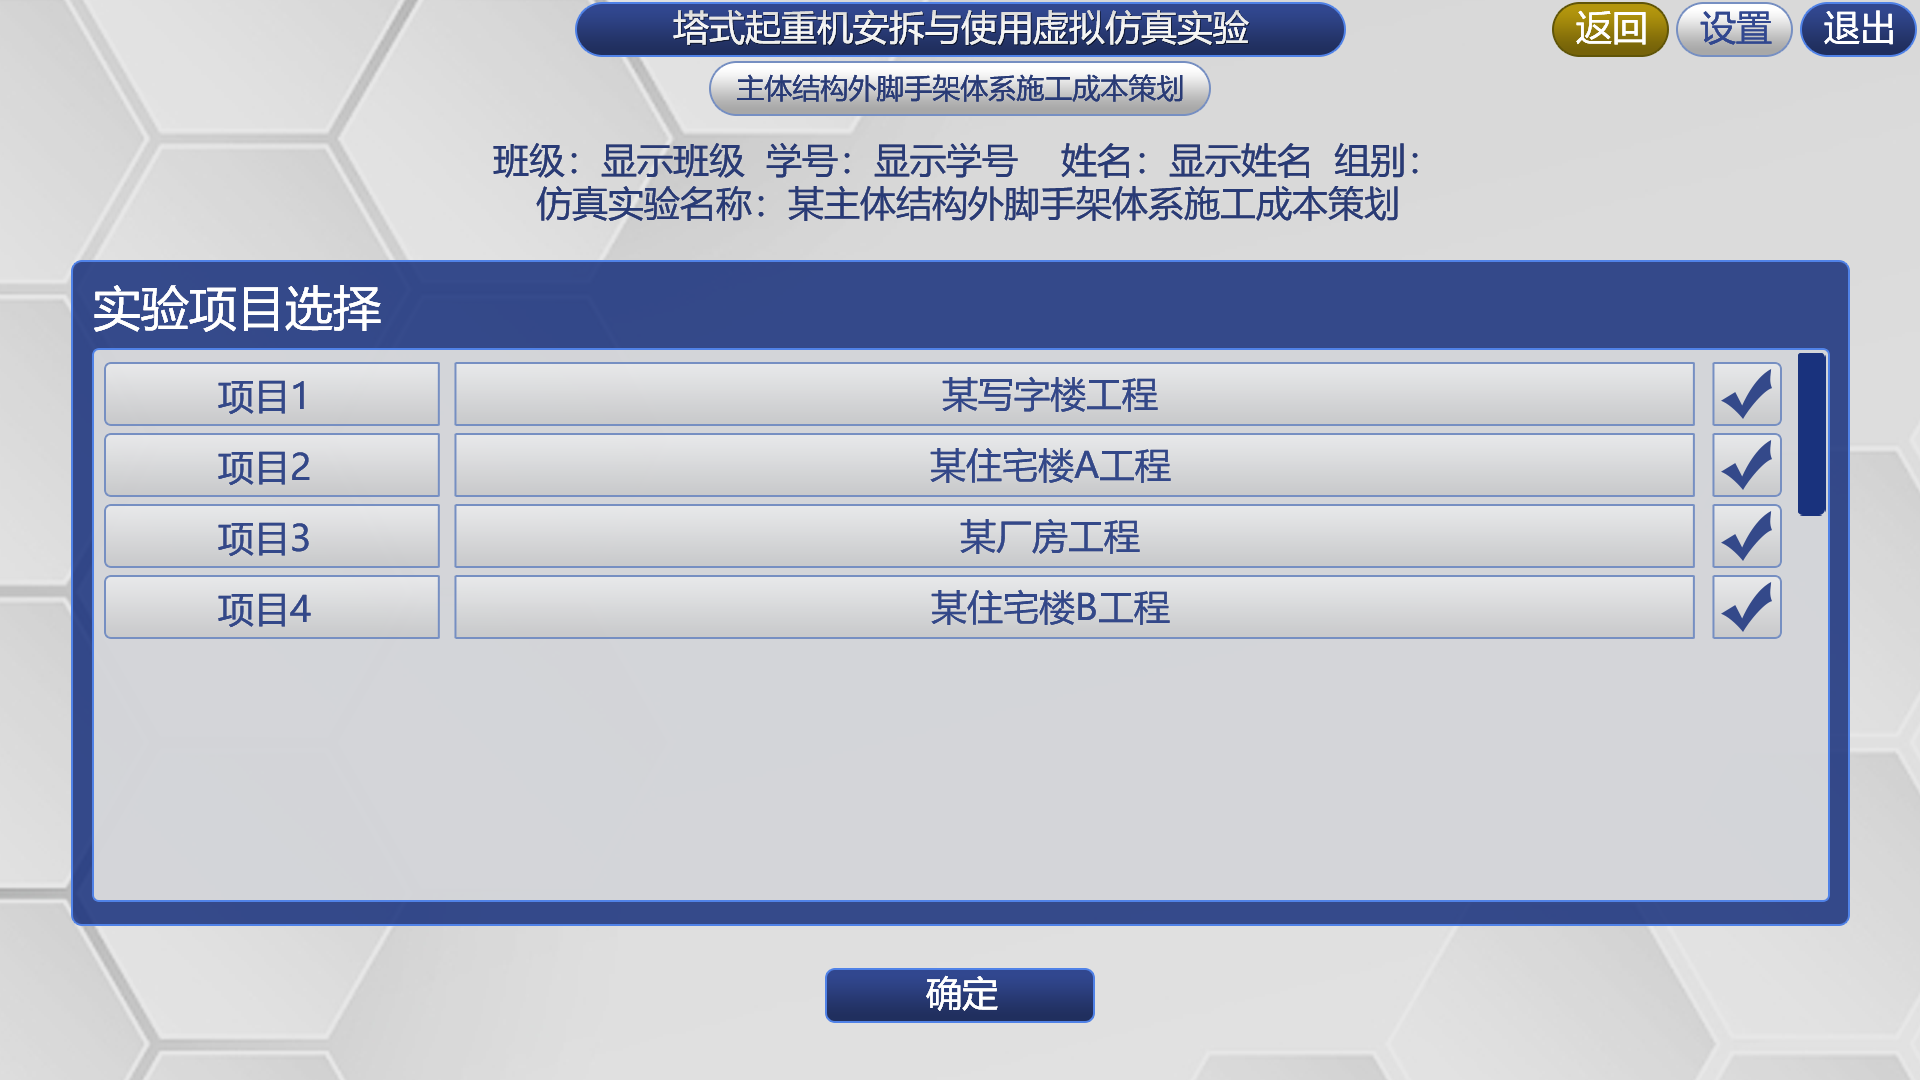 塔式起重机安拆与使用虚拟仿真实验
返回 设置 退出
主体结构外脚手架体系施工成本策划
班级：显示班级 学号：显示学号 姓名：显示姓名 组别：
仿真实验名称：某主体结构外脚手架体系施工成本策划
实验项目选择
项目1 某写字楼工程
项目2 某住宅楼A工程
项目3 某厂房工程
项目4 某住宅楼B工程
确定